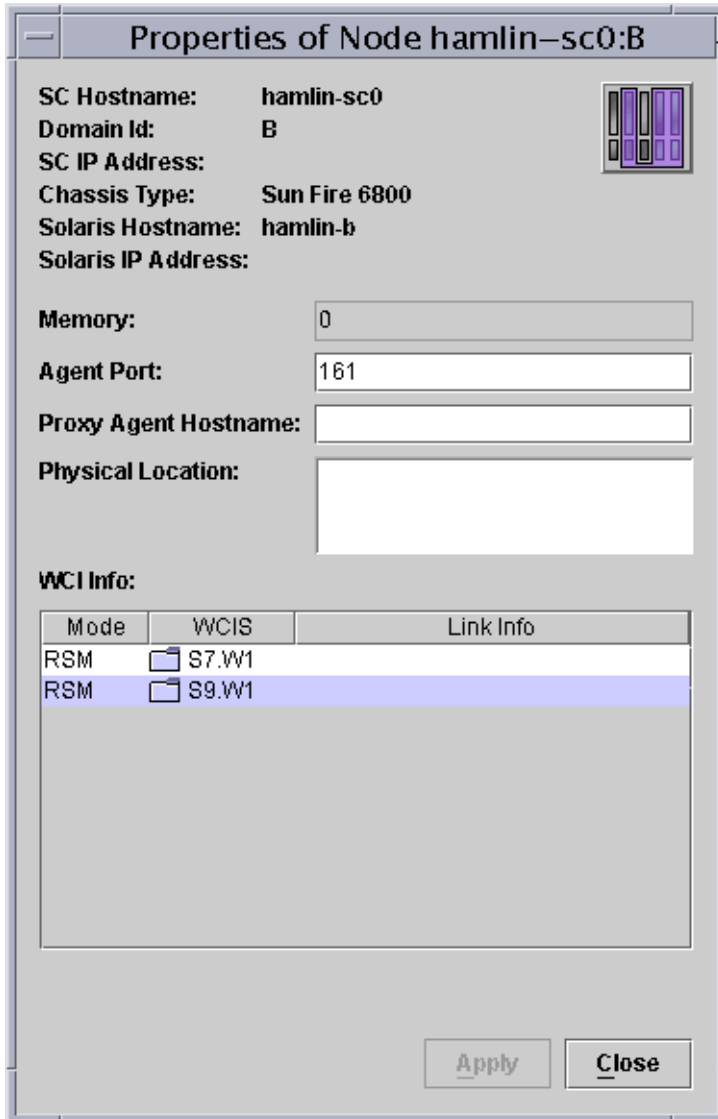 Properties of Node hamlin–sc0:B
SC Hostname: hamlin-sc0
Domain Id: B
SC IP Address:
Chassis Type: Sun Fire 6800
Solaris Hostname: hamlin-b
Solaris IP Address:
Memory: 0
Agent Port: 161
Proxy Agent Hostname:
Physical Location:
WCI Info:
Mode WCIS Link Info
RSM S7.W1
RSM S9.W1
Apply Close